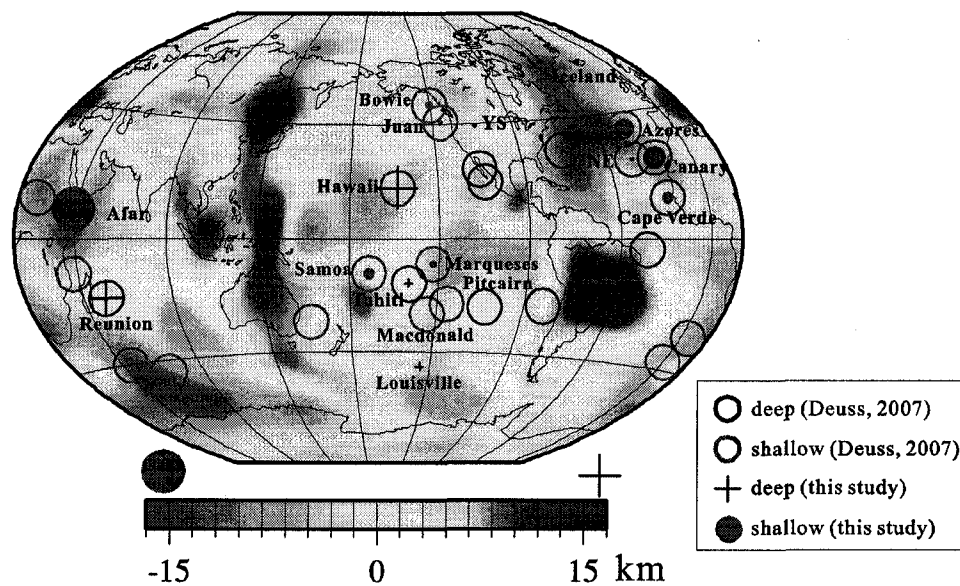 Iceland
Bowie
Juan
YS
Azores
NE
Canary
Hawaii
Afar
Cape Verde
Samoa
Marqueses
Tahiti
Pitcairn
Reunion
Macdonald
Louisville
deep (Deuss, 2007)
shallow (Deuss, 2007)
deep (this study)
shallow (this study)
-15 0 15 km